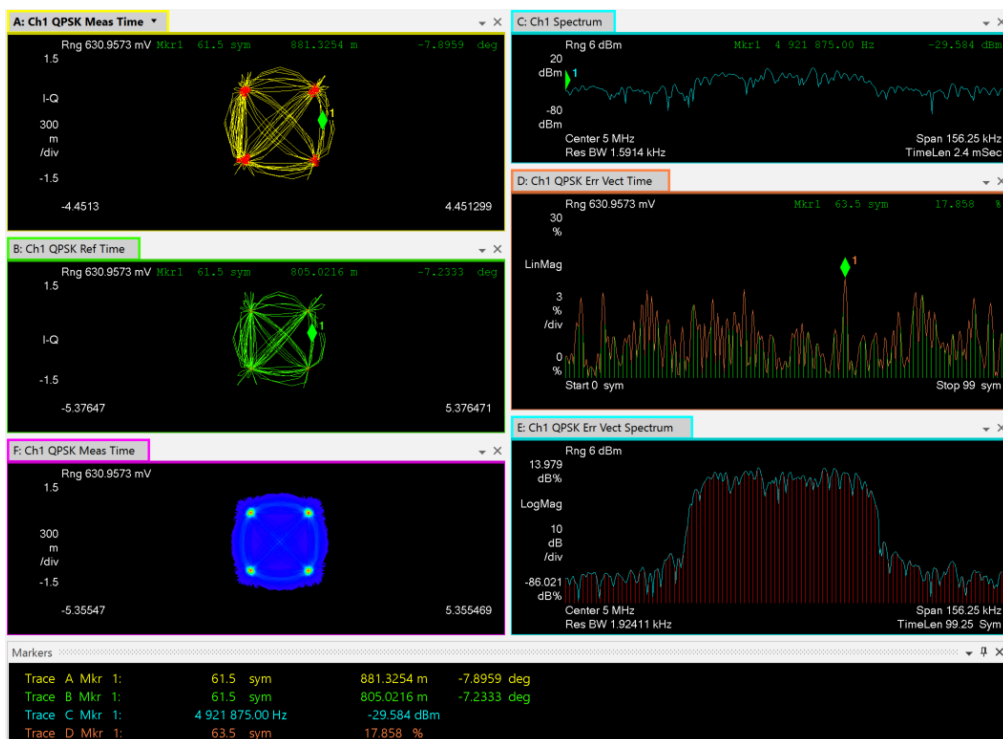 A: Ch1 QPSK Meas Time
Rng 630.9573 mV Mkr1 61.5 sym 881.3254 m -7.8959 deg
1.5
I-Q
300
m
/div
-1.5
1
-4.4513 4.451299
B: Ch1 QPSK Ref Time
Rng 630.9573 mV Mkr1 61.5 sym 805.0216 m -7.2333 deg
1.5
I-Q
-1.5
1
-5.37647 5.376471
F: Ch1 QPSK Meas Time
Rng 630.9573 mV
1.5
300
m
/div
-1.5
-5.35547 5.355469
C: Ch1 Spectrum
Rng 6 dBm Mkr1 4 921 875.00 Hz -29.584 dBm
20
dBm
1
-80
dBm
Center 5 MHz Span 156.25 kHz
Res BW 1.5914 kHz TimeLen 2.4 mSec
D: Ch1 QPSK Err Vect Time
Rng 630.9573 mV Mkr1 63.5 sym 17.858 %
30
%
LinMag
1
3
%
/div
0
%
Start 0 sym Stop 99 sym
E: Ch1 QPSK Err Vect Spectrum
Rng 6 dBm
13.979
dB%
LogMag
10
dB
/div
-86.021
dB%
Center 5 MHz Span 156.25 kHz
Res BW 1.92411 kHz TimeLen 99.25 Sym
Markers
Trace A Mkr 1: 61.5 sym 881.3254 m -7.8959 deg
Trace B Mkr 1: 61.5 sym 805.0216 m -7.2333 deg
Trace C Mkr 1: 4 921 875.00 Hz -29.584 dBm
Trace D Mkr 1: 63.5 sym 17.858 %